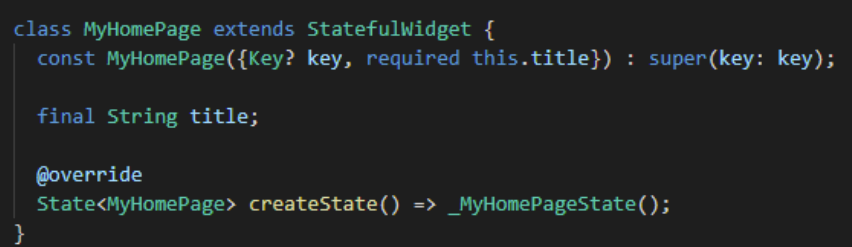 class MyHomePage extends StatefulWidget {
const MyHomePage({Key? key, required this.title}) : super(key: key);
final String title;
@override
State<MyHomePage> createState() => _MyHomePageState();
}